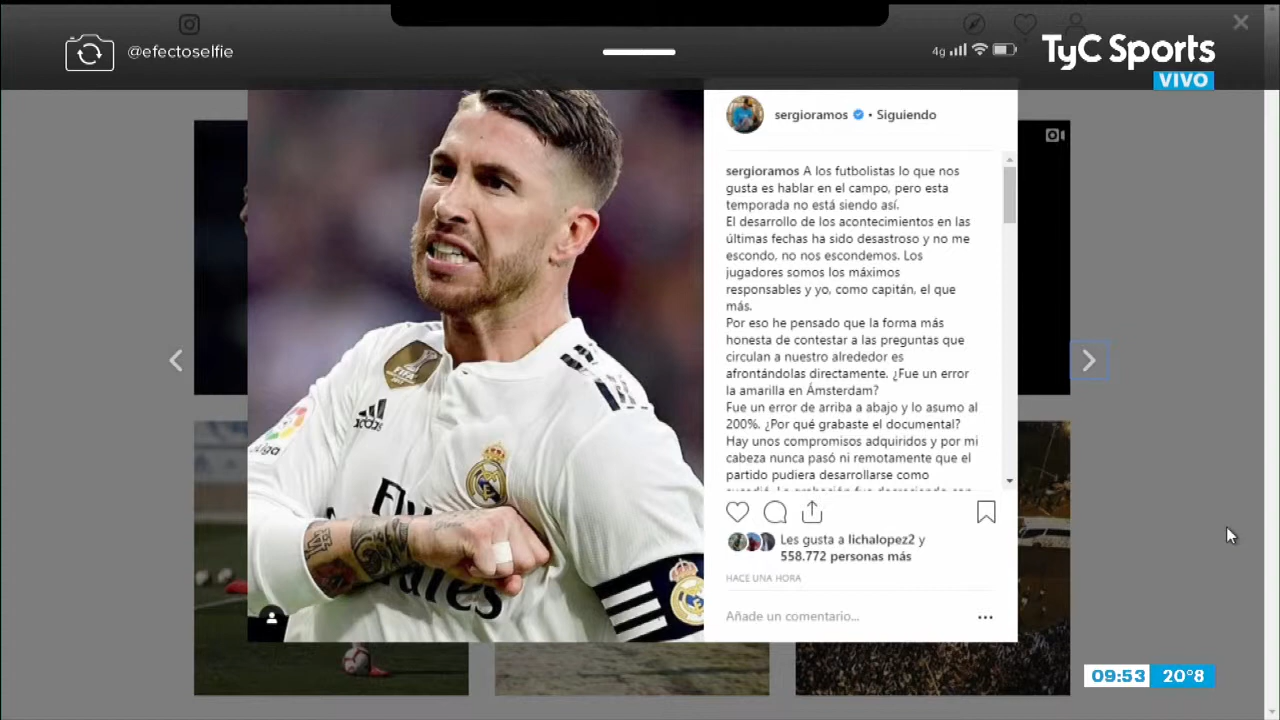 @efectoselfie
4g
TyC Sports
VIVO
sergioramos • Siguiendo
sergioramos A los futbolistas lo que nos
gusta es hablar en el campo, pero esta
temporada no está siendo así.
El desarrollo de los acontecimientos en las
últimas fechas ha sido desastroso y no me
escondo, no nos escondemos. Los
jugadores somos los máximos
responsables y yo, como capitán, el que
más.
Por eso he pensado que la forma más
honesta de contestar a las preguntas que
circulan a nuestro alrededor es
afrontándolas directamente. ¿Fue un error
la amarilla en Ámsterdam?
Fue un error de arriba a abajo y lo asumo al
200%. ¿Por qué grabaste el documental?
Hay unos compromisos adquiridos y por mi
cabeza nunca pasó ni remotamente que el
partido pudiera desarrollarse como
Les gusta a lichalopez2 y
558.772 personas más
HACE UNA HORA
Añade un comentario...
FIFA
adidas
09:53 20°8